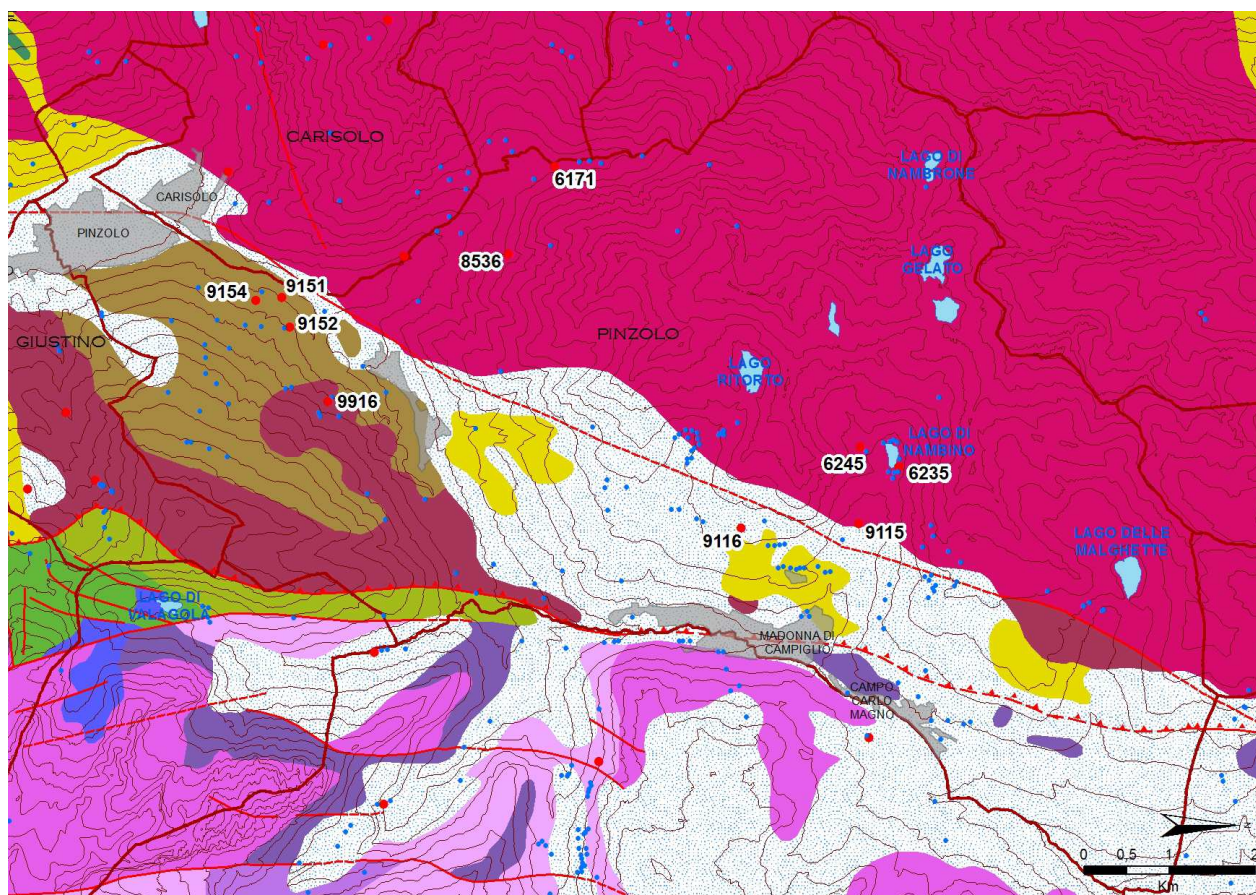 CARISOLO
LAGO DI
NAMBRONE
6171
CARISOLO
PINZOLO
8536
LAGO
GELATO
9154
9151
9152
GIUSTINO
PINZOLO
LAGO
RITORTO
9916
LAGO DI
NAMBINO
6245
6235
9116
9115
LAGO DELLE
MALGHETTE
LAGO DI
VALAGOLA
MADONNA DI
CAMPIGLIO
CAMPO
CARLO
MAGNO
0 0,5 1 2
Km